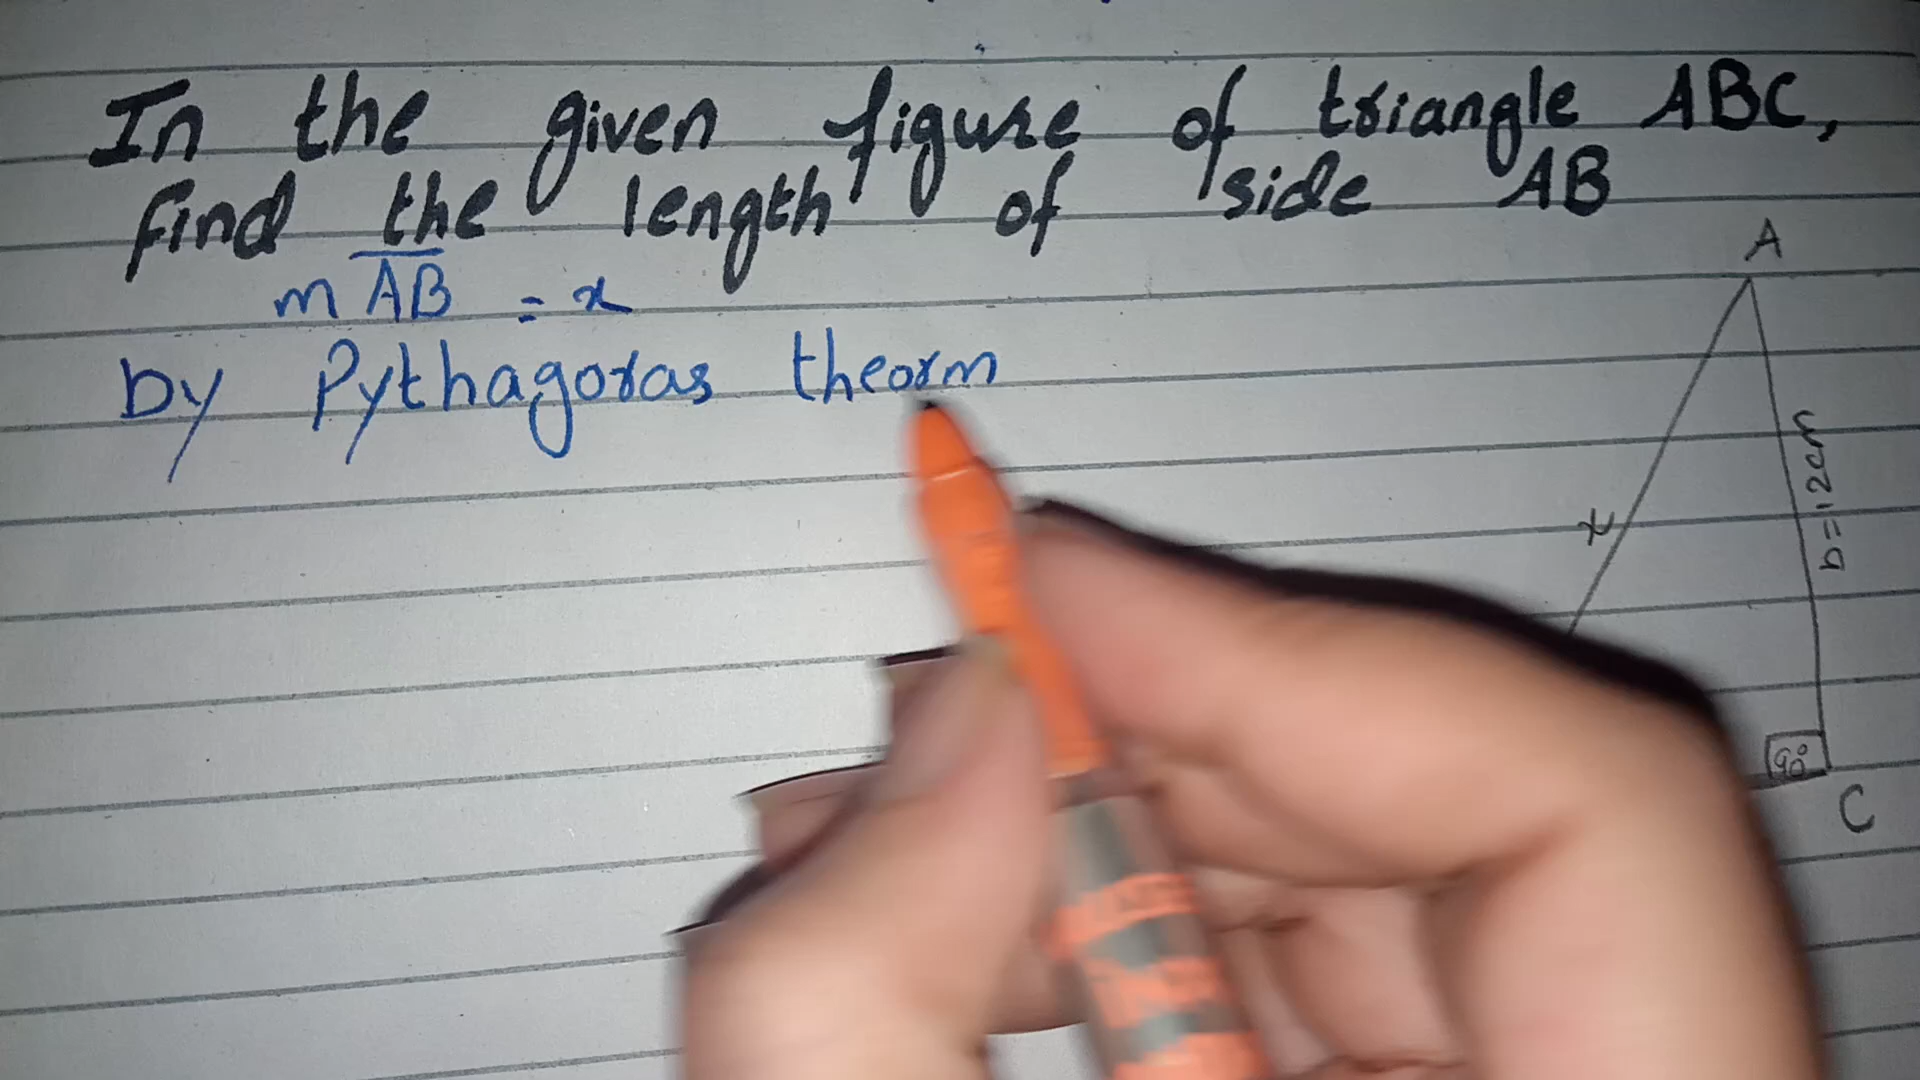 In the given figure of triangle ABC,
find the length of side AB
m AB = x
by Pythagoras theorm
A
x
b=12cm
90°
C